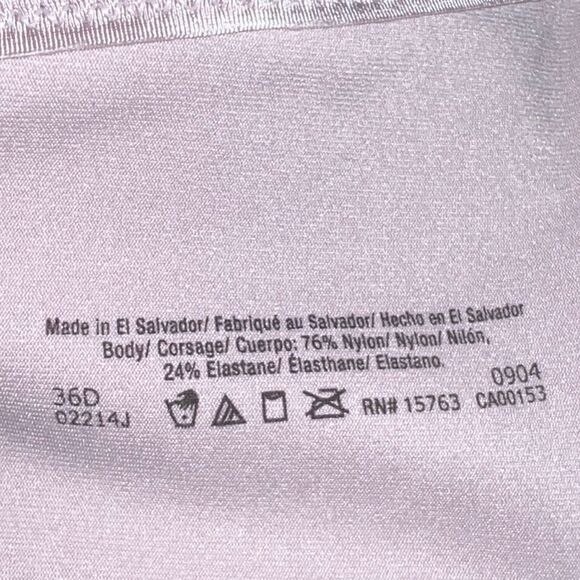 Made in El Salvador/ Fabriqué au Salvador/ Hecho en El Salvador
Body/ Corsage/ Cuerpo: 76% Nylon/ Nylon/ Nilón,
24% Elastane/ Élasthane/ Elastano.
36D
02214J
RN# 15763
0904
CA00153